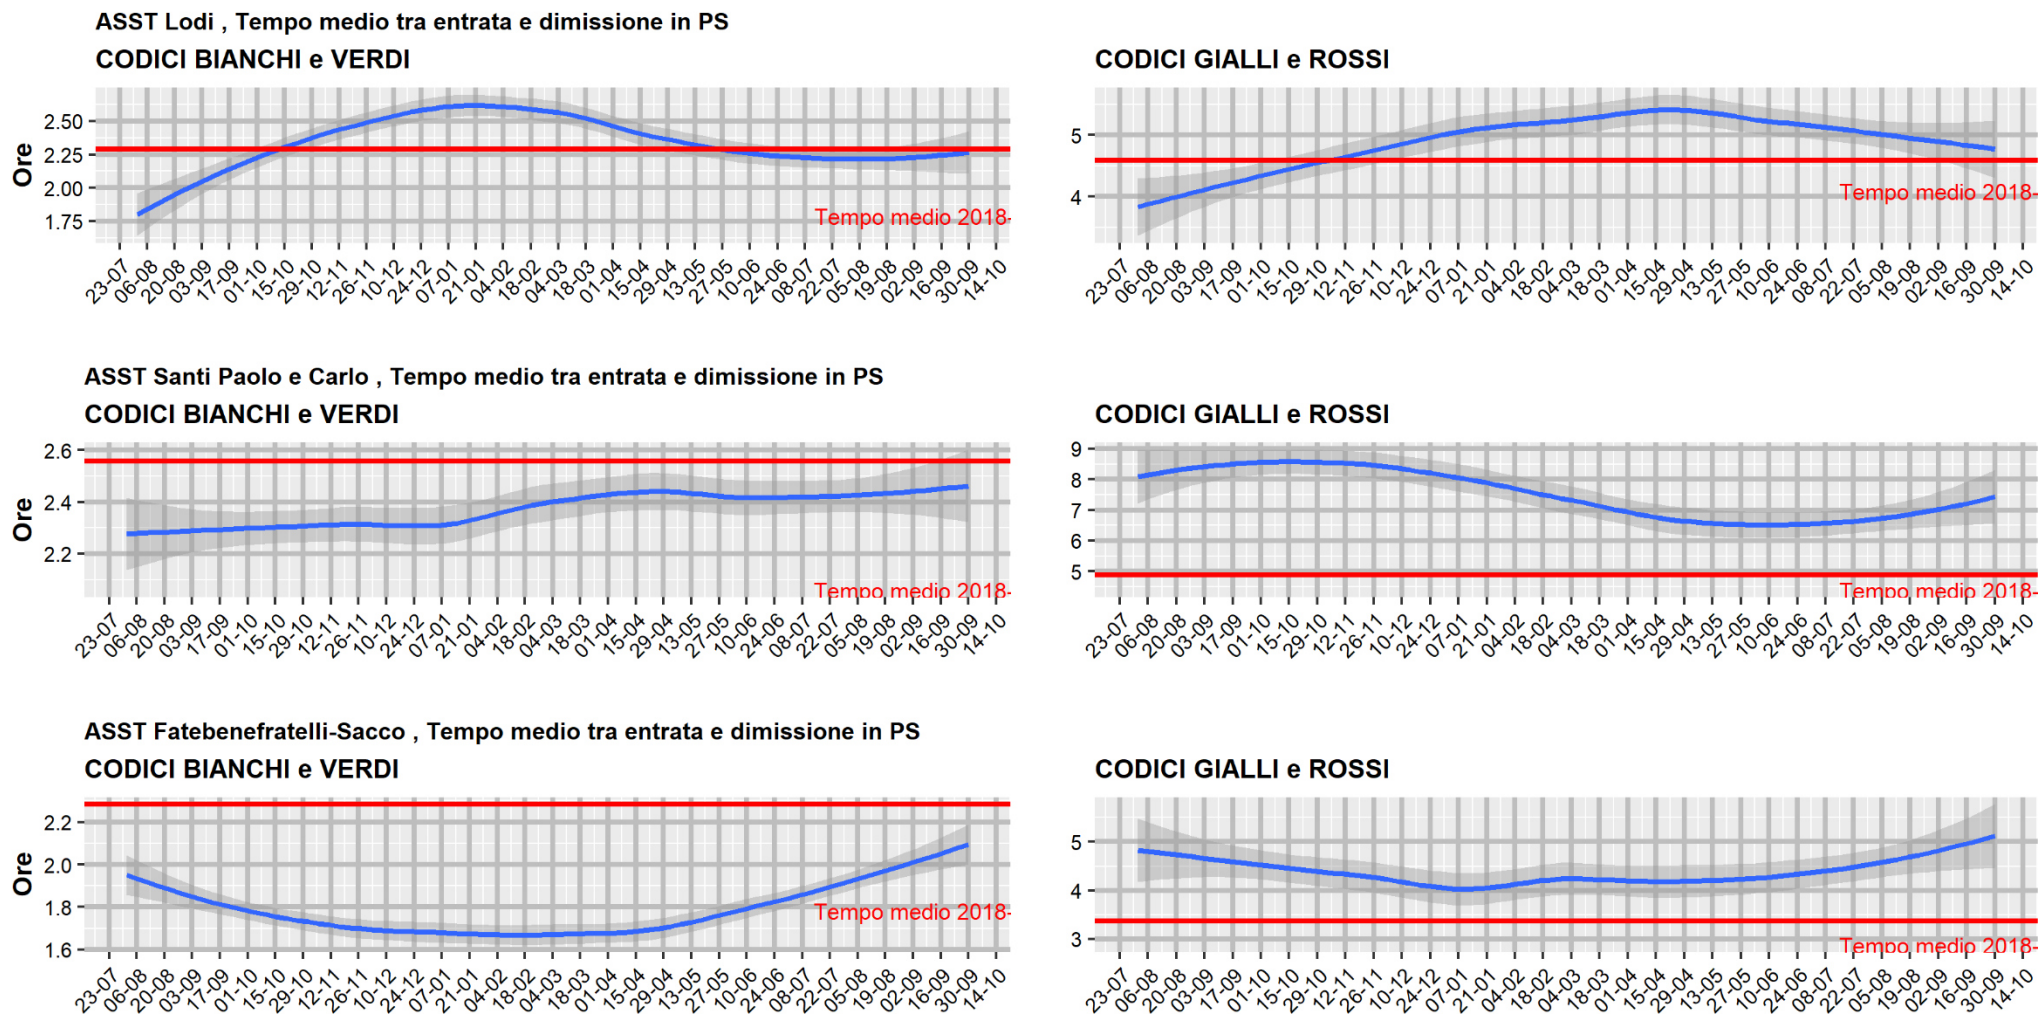 ASST Lodi , Tempo medio tra entrata e dimissione in PS
CODICI BIANCHI e VERDI
CODICI GIALLI e ROSSI
Ore
2.50
2.25
2.00
1.75
Tempo medio 2018-
23-07 06-08 20-08 03-09 17-09 01-10 15-10 29-10 12-11 26-11 10-12 24-12 07-01 21-01 04-02 18-02 04-03 18-03 01-04 15-04 29-04 13-05 27-05 10-06 24-06 08-07 22-07 05-08 19-08 02-09 16-09 30-09 14-10
5
4
Tempo medio 2018-
23-07 06-08 20-08 03-09 17-09 01-10 15-10 29-10 12-11 26-11 10-12 24-12 07-01 21-01 04-02 18-02 04-03 18-03 01-04 15-04 29-04 13-05 27-05 10-06 24-06 08-07 22-07 05-08 19-08 02-09 16-09 30-09 14-10
ASST Santi Paolo e Carlo , Tempo medio tra entrata e dimissione in PS
CODICI BIANCHI e VERDI
CODICI GIALLI e ROSSI
Ore
2.6
2.4
2.2
Tempo medio 2018-
23-07 06-08 20-08 03-09 17-09 01-10 15-10 29-10 12-11 26-11 10-12 24-12 07-01 21-01 04-02 18-02 04-03 18-03 01-04 15-04 29-04 13-05 27-05 10-06 24-06 08-07 22-07 05-08 19-08 02-09 16-09 30-09 14-10
9
8
7
6
5
Tempo medio 2018-
23-07 06-08 20-08 03-09 17-09 01-10 15-10 29-10 12-11 26-11 10-12 24-12 07-01 21-01 04-02 18-02 04-03 18-03 01-04 15-04 29-04 13-05 27-05 10-06 24-06 08-07 22-07 05-08 19-08 02-09 16-09 30-09 14-10
ASST Fatebenefratelli-Sacco , Tempo medio tra entrata e dimissione in PS
CODICI BIANCHI e VERDI
CODICI GIALLI e ROSSI
Ore
2.2
2.0
1.8
1.6
Tempo medio 2018-
23-07 06-08 20-08 03-09 17-09 01-10 15-10 29-10 12-11 26-11 10-12 24-12 07-01 21-01 04-02 18-02 04-03 18-03 01-04 15-04 29-04 13-05 27-05 10-06 24-06 08-07 22-07 05-08 19-08 02-09 16-09 30-09 14-10
5
4
3
Tempo medio 2018-
23-07 06-08 20-08 03-09 17-09 01-10 15-10 29-10 12-11 26-11 10-12 24-12 07-01 21-01 04-02 18-02 04-03 18-03 01-04 15-04 29-04 13-05 27-05 10-06 24-06 08-07 22-07 05-08 19-08 02-09 16-09 30-09 14-10